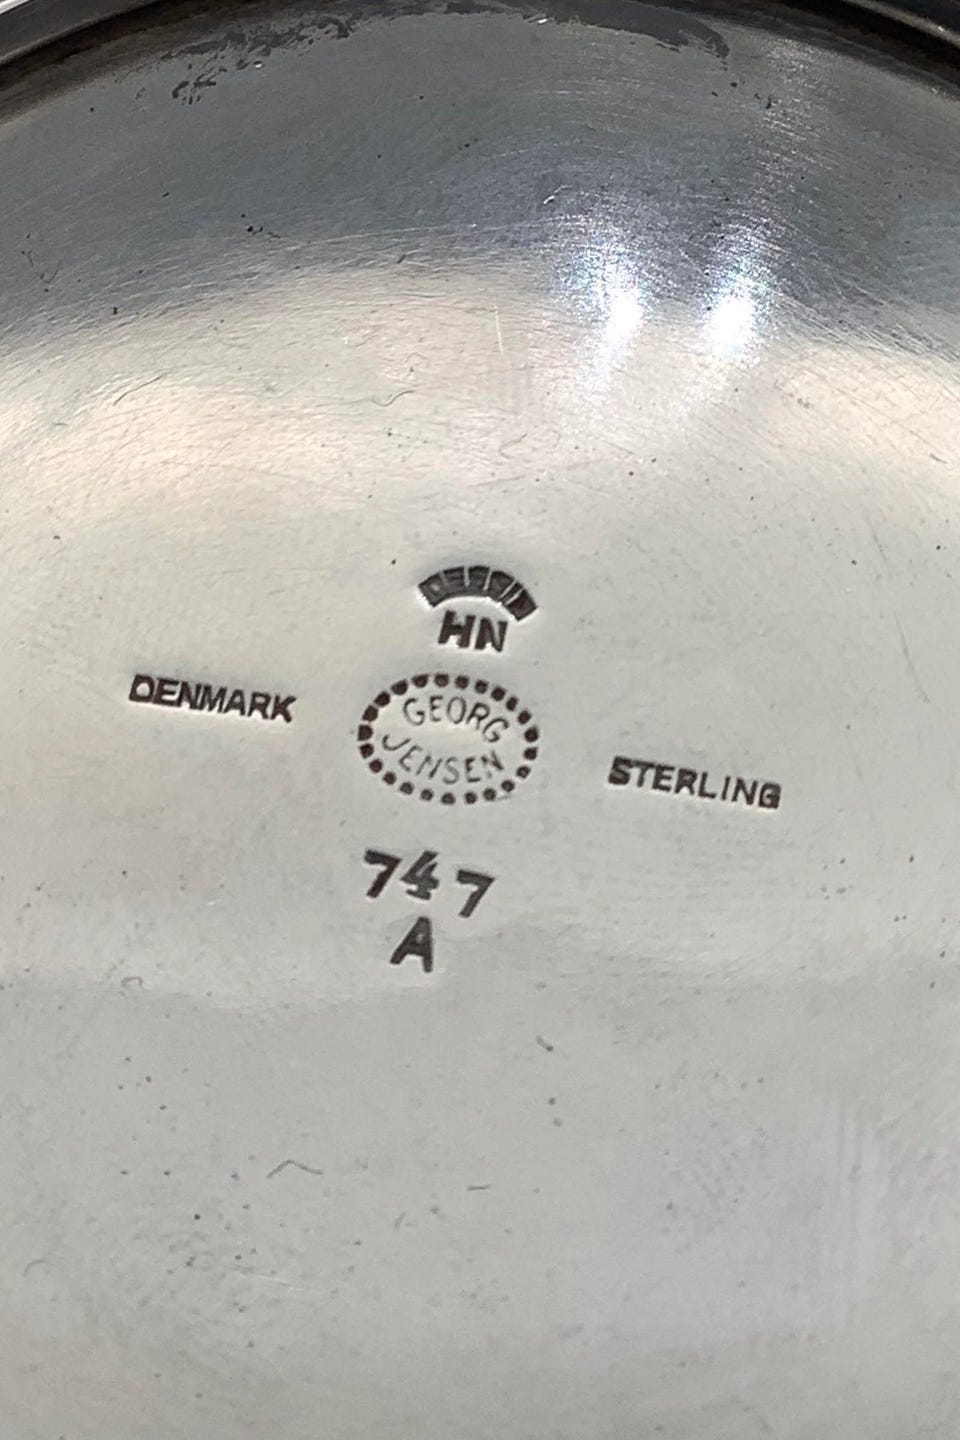 DESSIN
HN
DENMARK
GEORG
JENSEN
STERLING
747
A